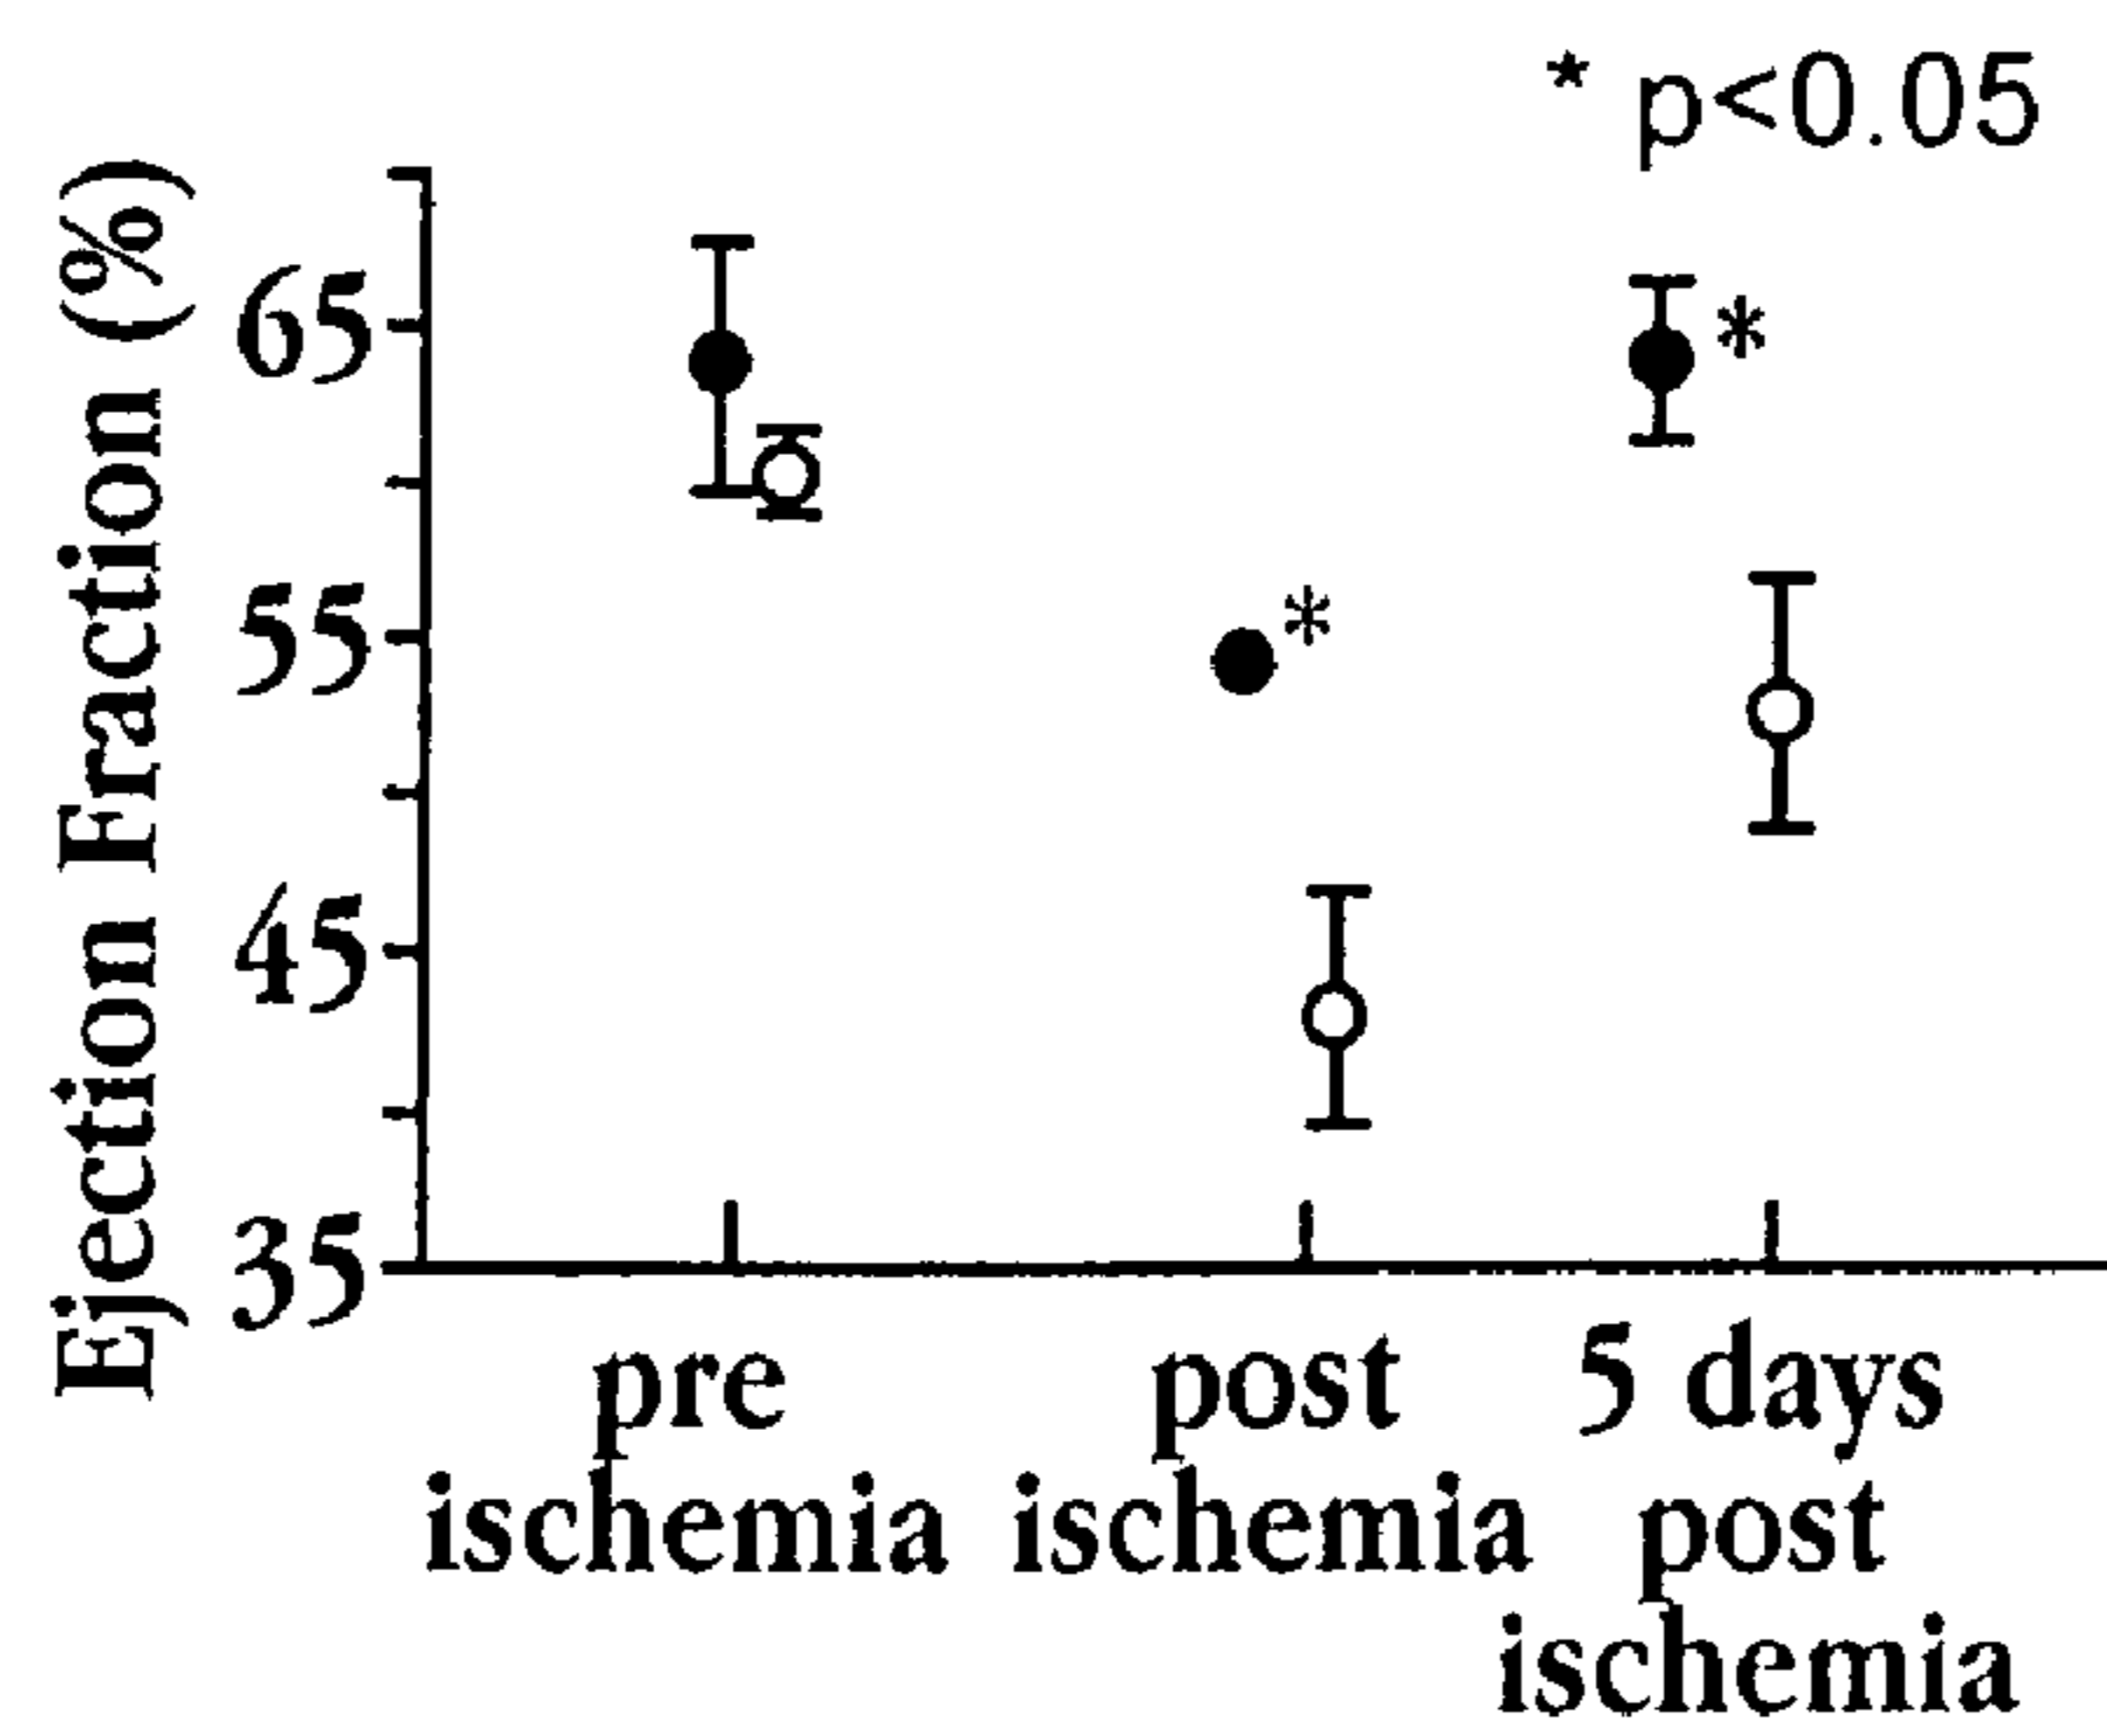 * p<0.05
Ejection Fraction (%)
65
*
55
*
45
35
pre
ischemia
post
ischemia
5 days
post
ischemia